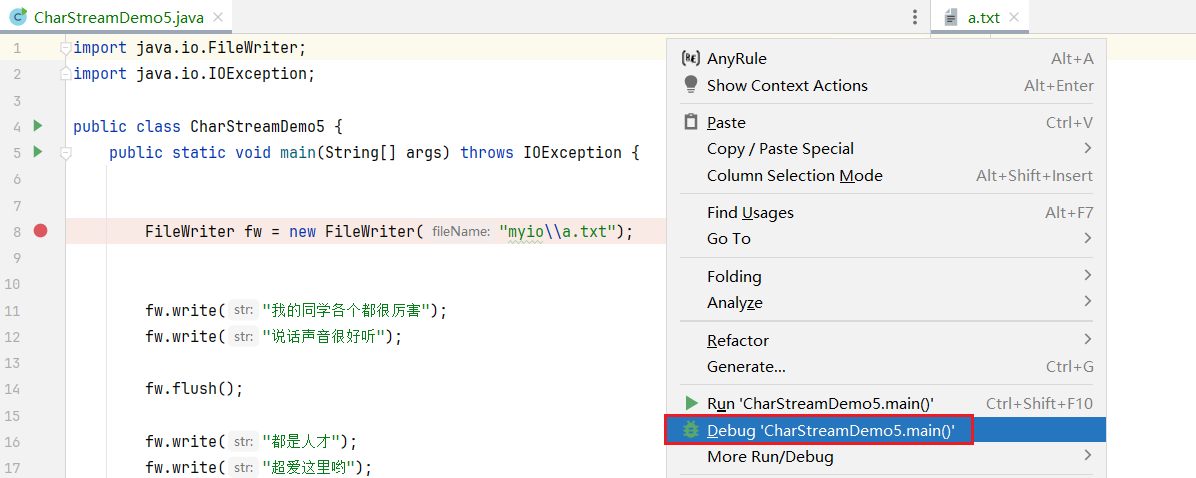 CharStreamDemo5.java
a.txt
1 import java.io.FileWriter;
2 import java.io.IOException;
3
4 public class CharStreamDemo5 {
5 public static void main(String[] args) throws IOException {
6
7
8 FileWriter fw = new FileWriter( fileName: "myio\\a.txt");
9
10
11 fw.write( str: "我的同学各个都很厉害");
12 fw.write( str: "说话声音很好听");
13
14 fw.flush();
15
16 fw.write( str: "都是人才");
17 fw.write( str: "超爱这里哟");
AnyRule Alt+A
Show Context Actions Alt+Enter
Paste Ctrl+V
Copy / Paste Special
Column Selection Mode Alt+Shift+Insert
Find Usages Alt+F7
Go To
Folding
Analyze
Refactor
Generate... Ctrl+G
Run 'CharStreamDemo5.main()' Ctrl+Shift+F10
Debug 'CharStreamDemo5.main()'
More Run/Debug